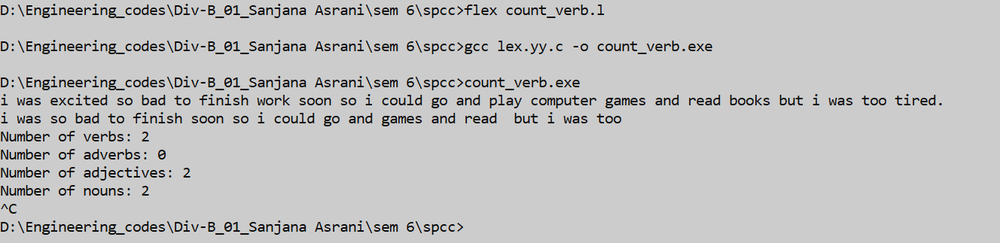 D:\Engineering_codes\Div-B_01_Sanjana Asrani\sem 6\spcc>flex count_verb.l
D:\Engineering_codes\Div-B_01_Sanjana Asrani\sem 6\spcc>gcc lex.yy.c -o count_verb.exe
D:\Engineering_codes\Div-B_01_Sanjana Asrani\sem 6\spcc>count_verb.exe
i was excited so bad to finish work soon so i could go and play computer games and read books but i was too tired.
i was so bad to finish soon so i could go and games and read  but i was too
Number of verbs: 2
Number of adverbs: 0
Number of adjectives: 2
Number of nouns: 2
^C
D:\Engineering_codes\Div-B_01_Sanjana Asrani\sem 6\spcc>